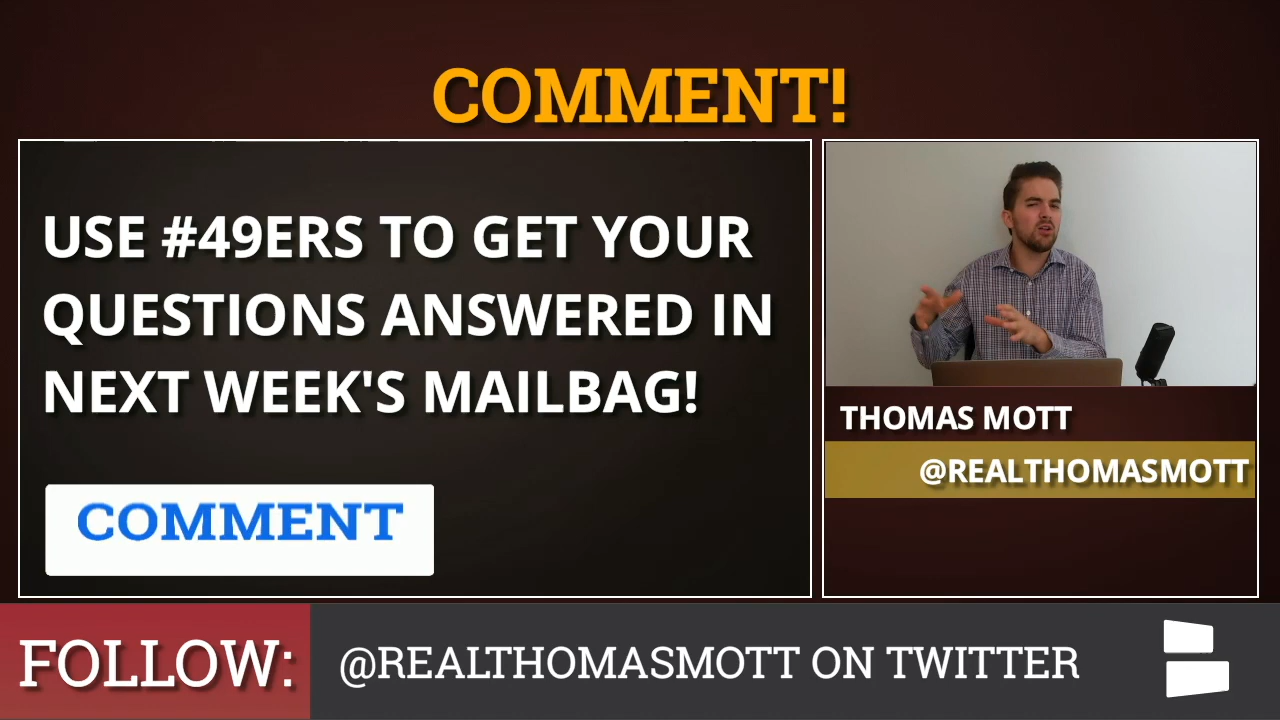 COMMENT!
USE #49ERS TO GET YOUR
QUESTIONS ANSWERED IN
NEXT WEEK'S MAILBAG!
COMMENT
THOMAS MOTT
@REALTHOMASMOTT
FOLLOW:
@REALTHOMASMOTT ON TWITTER